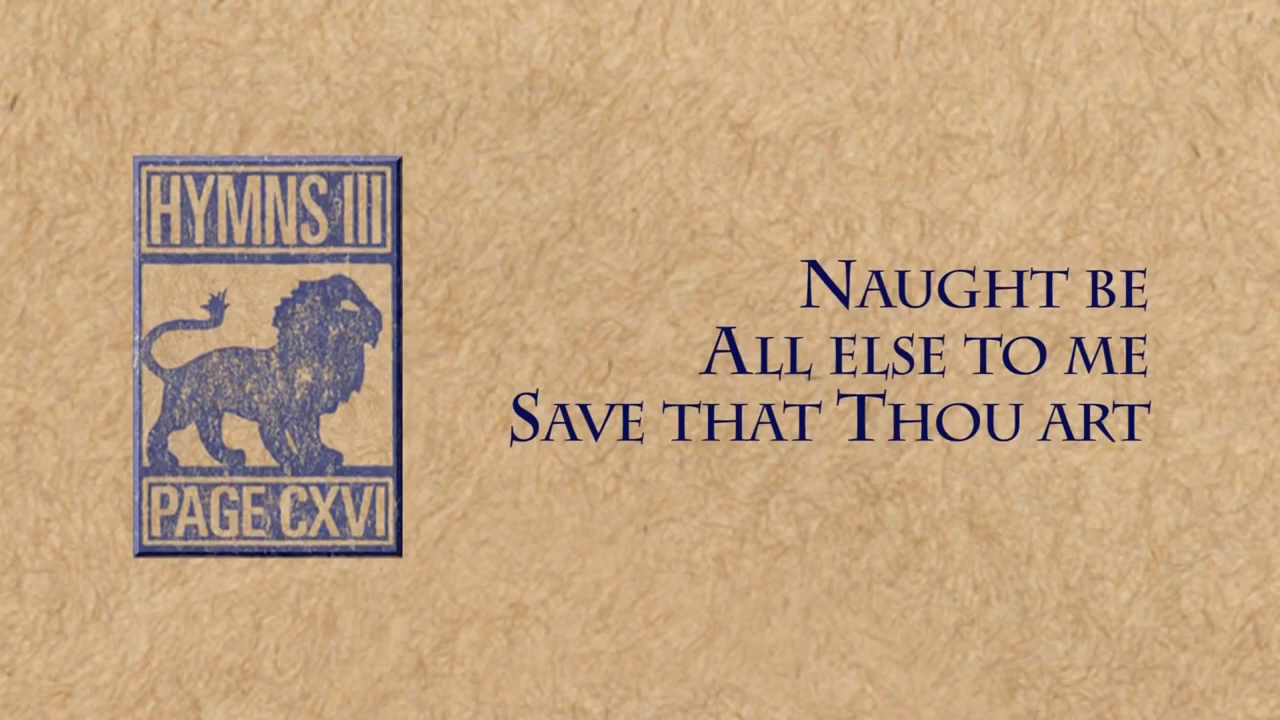 HYMNS III
PAGE CXVI
Naught be
All else to me
Save that Thou art